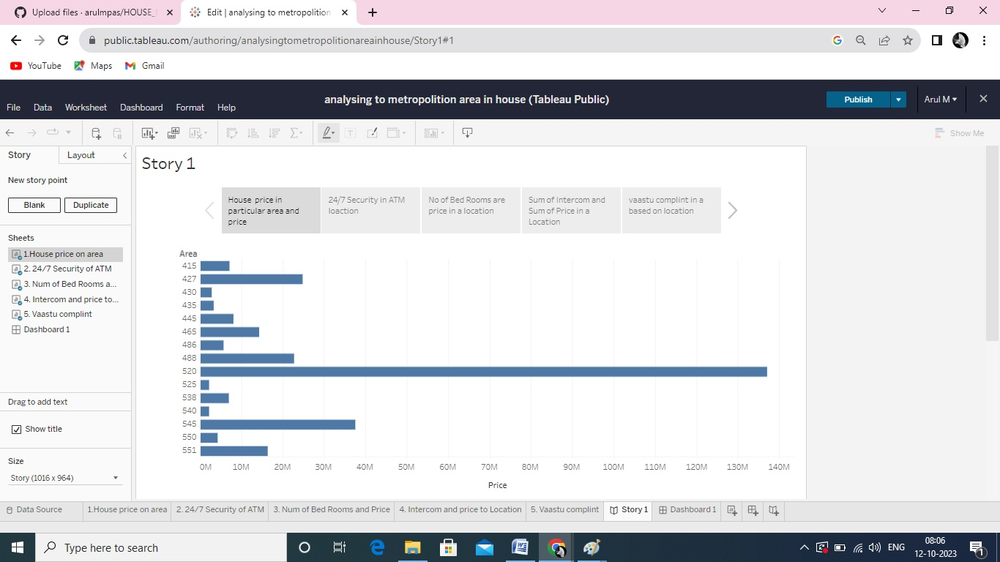 Upload files · arulmpas/HOUSE_
Edit | analysing to metropolition
public.tableau.com/authoring/analysingtometropolitionareainhouse/Story1#1
YouTube Maps Gmail
analysing to metropolition area in house (Tableau Public)
Publish
Arul M
File Data Worksheet Dashboard Format Help
Show Me
Story Layout
New story point
Blank Duplicate
Sheets
1.House price on area
2. 24/7 Security of ATM
3. Num of Bed Rooms a...
4. Intercom and price to...
5. Vaastu complint
Dashboard 1
Drag to add text
Show title
Size
Story (1016 x 964)
Story 1
House price in
particular area and
price
24/7 Security in ATM
loaction
No of Bed Rooms are
price in a location
Sum of Intercom and
Sum of Price in a
Location
vaastu complint in a
based on location
Area
415
427
430
435
445
465
486
488
520
525
538
540
545
550
551
0M 10M 20M 30M 40M 50M 60M 70M 80M 90M 100M 110M 120M 130M 140M
Price
Data Source 1.House price on area 2. 24/7 Security of ATM 3. Num of Bed Rooms and Price 4. Intercom and price to Location 5. Vaastu complint Story 1 Dashboard 1
Type here to search
ENG
08:06
12-10-2023
1